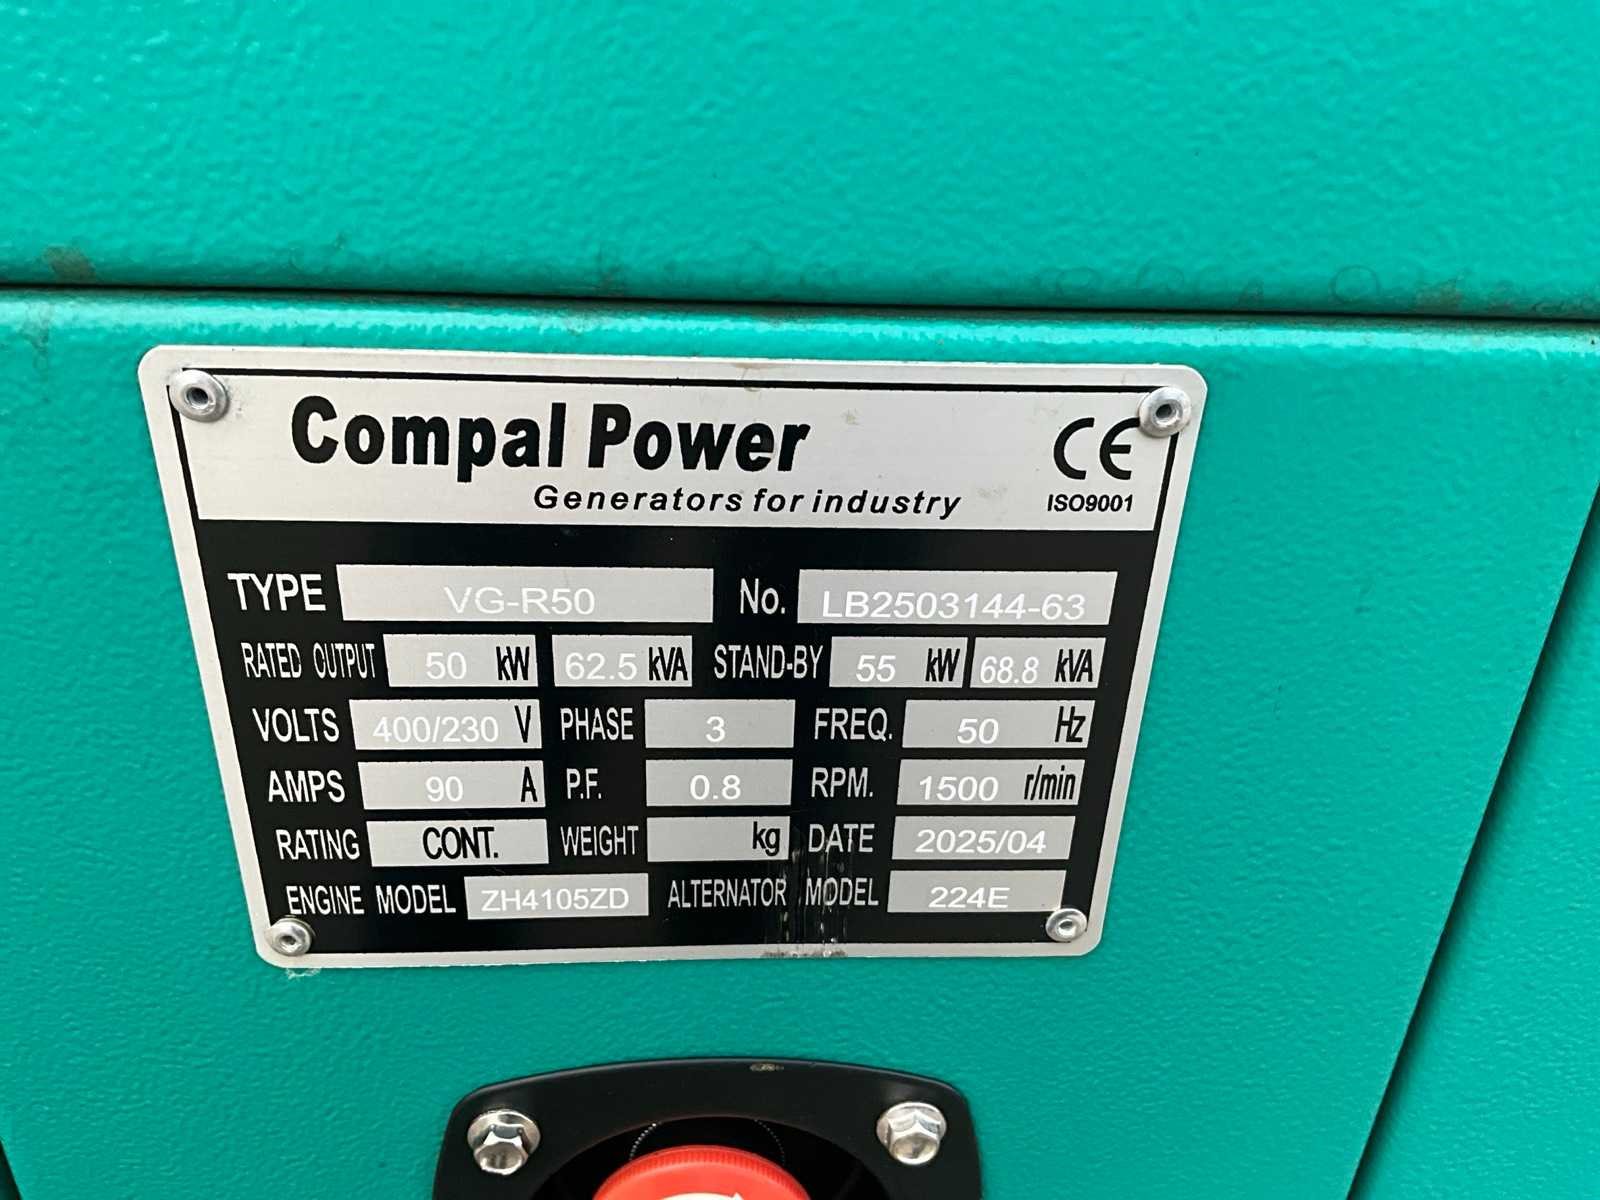 Compal Power
Generators for industry
CE
ISO9001
TYPE VG-R50 No. LB2503144-63
RATED OUTPUT 50 kW 62.5 kVA STAND-BY 55 kW 68.8 kVA
VOLTS 400/230 V PHASE 3 FREQ. 50 Hz
AMPS 90 A P.F. 0.8 RPM. 1500 r/min
RATING CONT. WEIGHT kg DATE 2025/04
ENGINE MODEL ZH4105ZD ALTERNATOR MODEL 224E